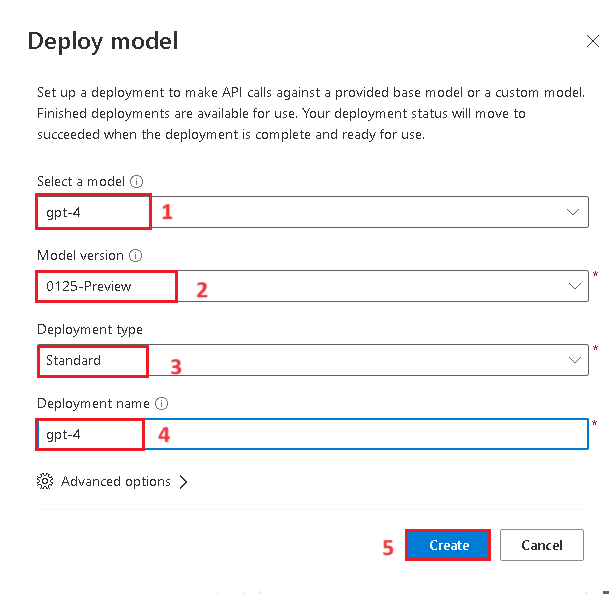 Deploy model
Set up a deployment to make API calls against a provided base model or a custom model.
Finished deployments are available for use. Your deployment status will move to
succeeded when the deployment is complete and ready for use.
Select a model
gpt-4 1
Model version
0125-Preview 2 *
Deployment type
Standard 3 *
Deployment name
gpt-4 4 *
Advanced options
5 Create Cancel